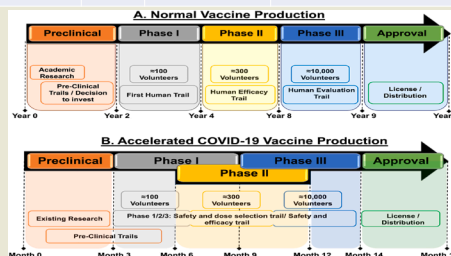 A. Normal Vaccine Production
Preclinical
Phase I
Phase II
Phase III
Approval
Academic
Research
Pre-Clinical
Trails / Decision
to invest
≈100
Volunteers
First Human Trail
≈300
Volunteers
Human Efficacy
Trail
≈10,000
Volunteers
Human Evaluation
Trail
License /
Distribution
Year 0
Year 2
Year 4
Year 8
Year 9
Year
B. Accelerated COVID-19 Vaccine Production
Preclinical
Phase I
Phase II
Phase III
Approval
≈100
Volunteers
≈300
Volunteers
≈10,000
Volunteers
Existing Research
Phase 1/2/3: Safety and dose selection trail/ Safety and
efficacy trail
License /
Distribution
Pre-Clinical Trails
Month 0
Month 3
Month 6
Month 9
Month 12
Month 14
Month